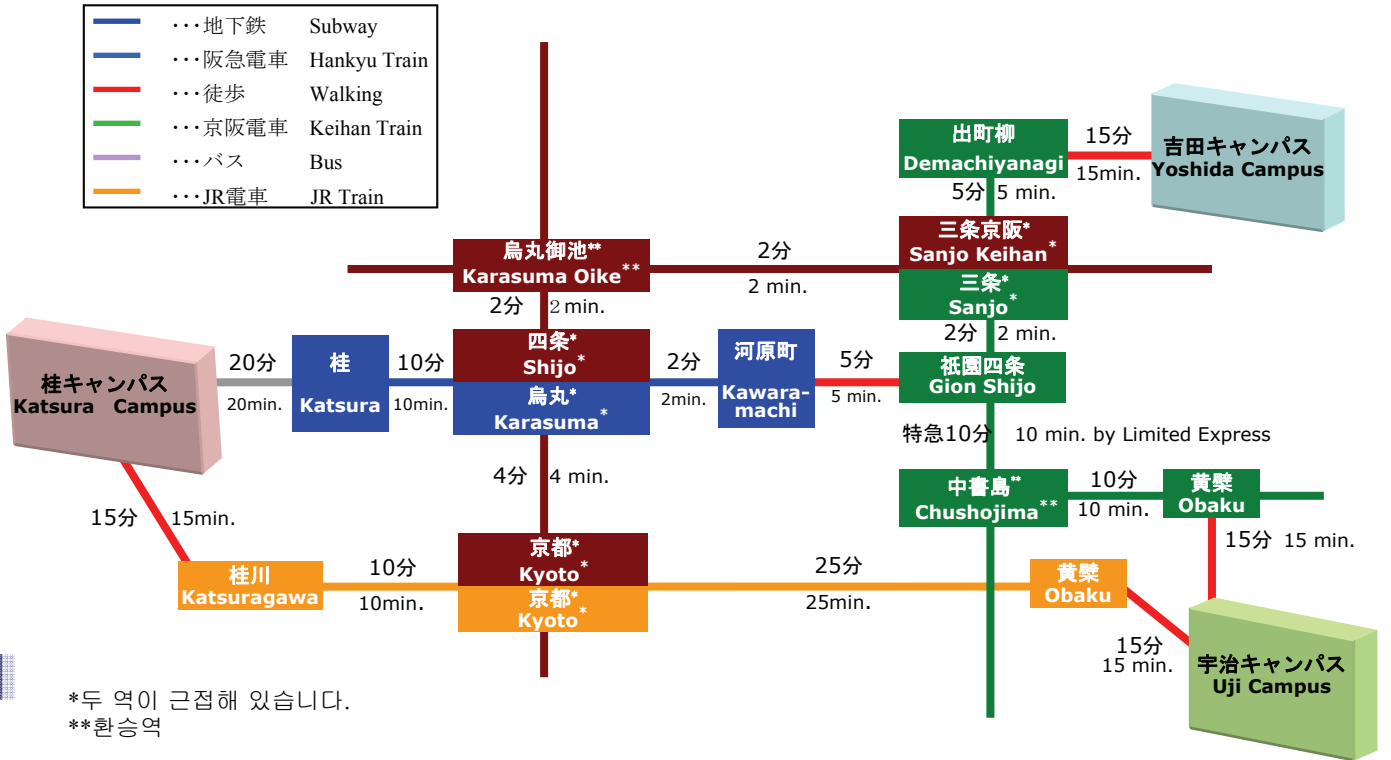 ・・・地下鉄 Subway
・・・阪急電車 Hankyu Train
・・・徒歩 Walking
・・・京阪電車 Keihan Train
・・・バス Bus
・・・JR電車 JR Train
出町柳
Demachiyanagi
15分
15min.
吉田キャンパス
Yoshida Campus
5分 5 min.
烏丸御池**
Karasuma Oike**
2分
2 min.
三条京阪*
Sanjo Keihan*
三条*
Sanjo*
2分 2 min.
2分 2 min.
桂キャンパス
Katsura Campus
20分
20min.
桂
Katsura
10分
10min.
四条*
Shijo*
烏丸*
Karasuma*
2分
2min.
河原町
Kawara-
machi
5分
5 min.
祇園四条
Gion Shijo
特急10分 10 min. by Limited Express
4分 4 min.
中書島**
Chushojima**
10分
10 min.
黄檗
Obaku
15分 15 min.
15分 15min.
桂川
Katsuragawa
10分
10min.
京都*
Kyoto*
京都*
Kyoto*
25分
25min.
黄檗
Obaku
15分
15 min.
宇治キャンパス
Uji Campus
*두 역이 근접해 있습니다.
**환승역